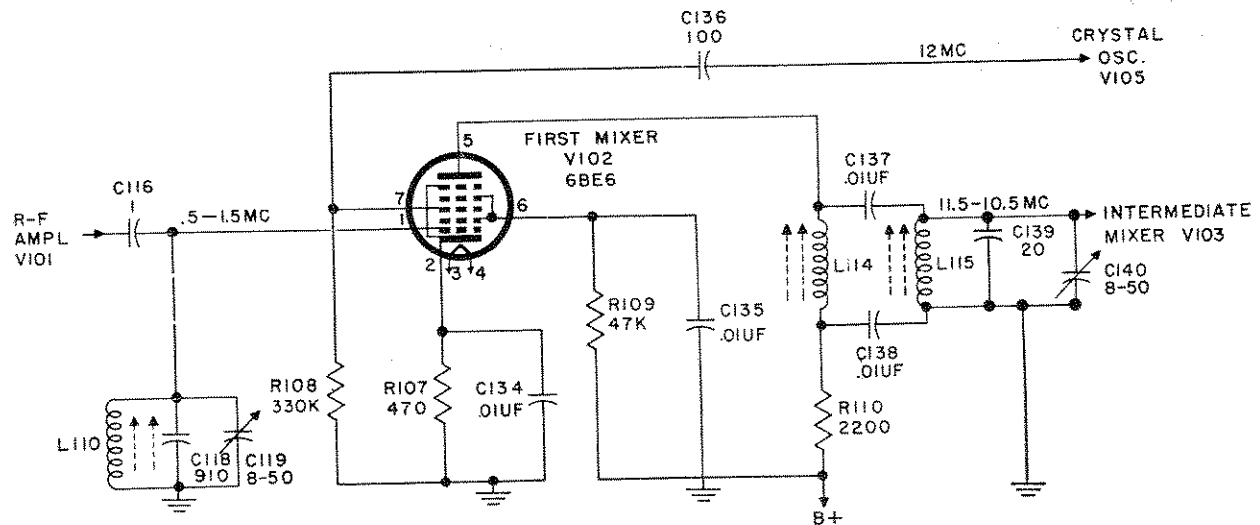 C136
100
12MC
CRYSTAL
OSC.
V105
5
FIRST MIXER
V102
6BE6
C137
.01UF
C116
1
7
1
6
R-F
AMPL
V101
.5-1.5MC
11.5-10.5MC
INTERMEDIATE
MIXER V103
C139
20
2
3
4
L114
L115
C140
8-50
R109
47K
C135
.01UF
C138
.01UF
R108
330K
R107
470
C134
.01UF
R110
2200
L110
C118
910
C119
8-50
B+